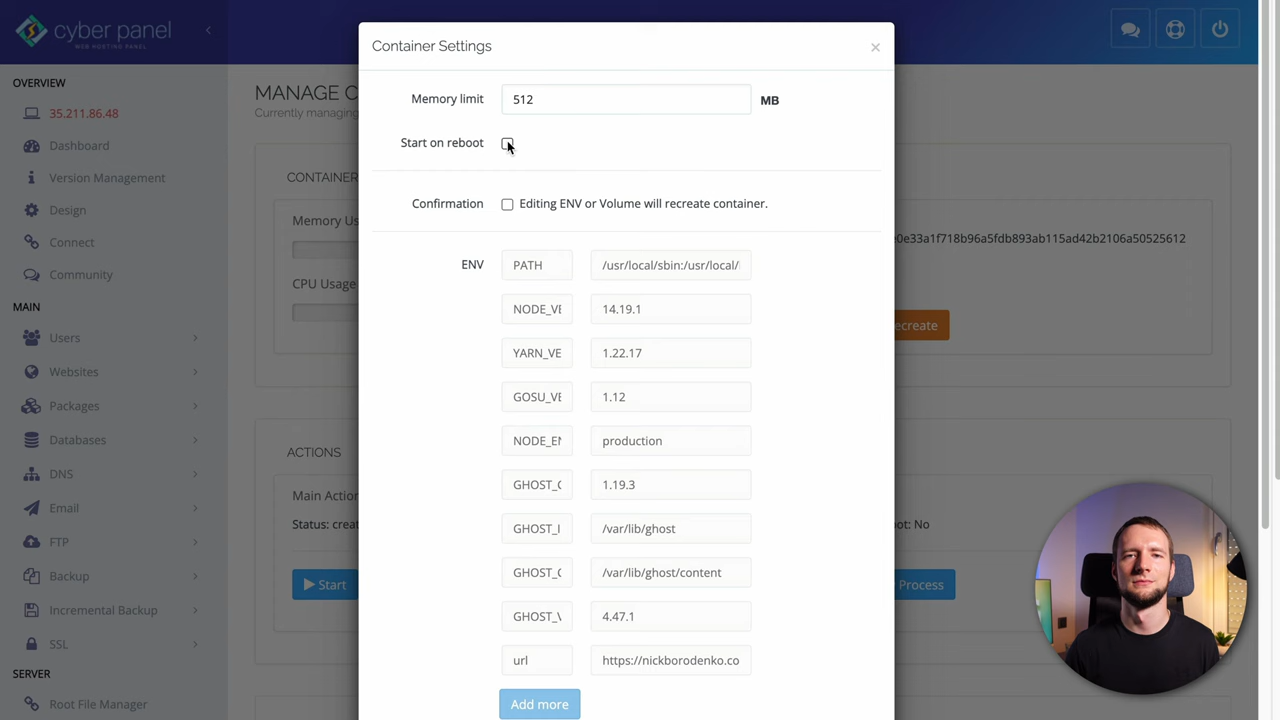 cyber panel
WEB HOSTING PANEL
OVERVIEW
35.211.86.48
Dashboard
Version Management
Design
Connect
Community
MAIN
Users
Websites
Packages
Databases
DNS
Email
FTP
Backup
Incremental Backup
SSL
SERVER
Root File Manager
MANAGE C
Currently managing
CONTAINER
Memory Us
CPU Usage
e0e33a1f718b96a5fdb893ab115ad42b2106a50525612
ecreate
ACTIONS
Main Action
Status: creat
oot: No
Start
Process
Container Settings
×
Memory limit 512 MB
Start on reboot
Confirmation Editing ENV or Volume will recreate container.
ENV PATH /usr/local/sbin:/usr/local/
NODE_VE 14.19.1
YARN_VE 1.22.17
GOSU_VE 1.12
NODE_EN production
GHOST_C 1.19.3
GHOST_I /var/lib/ghost
GHOST_C /var/lib/ghost/content
GHOST_V 4.47.1
url https://nickborodenko.co
Add more